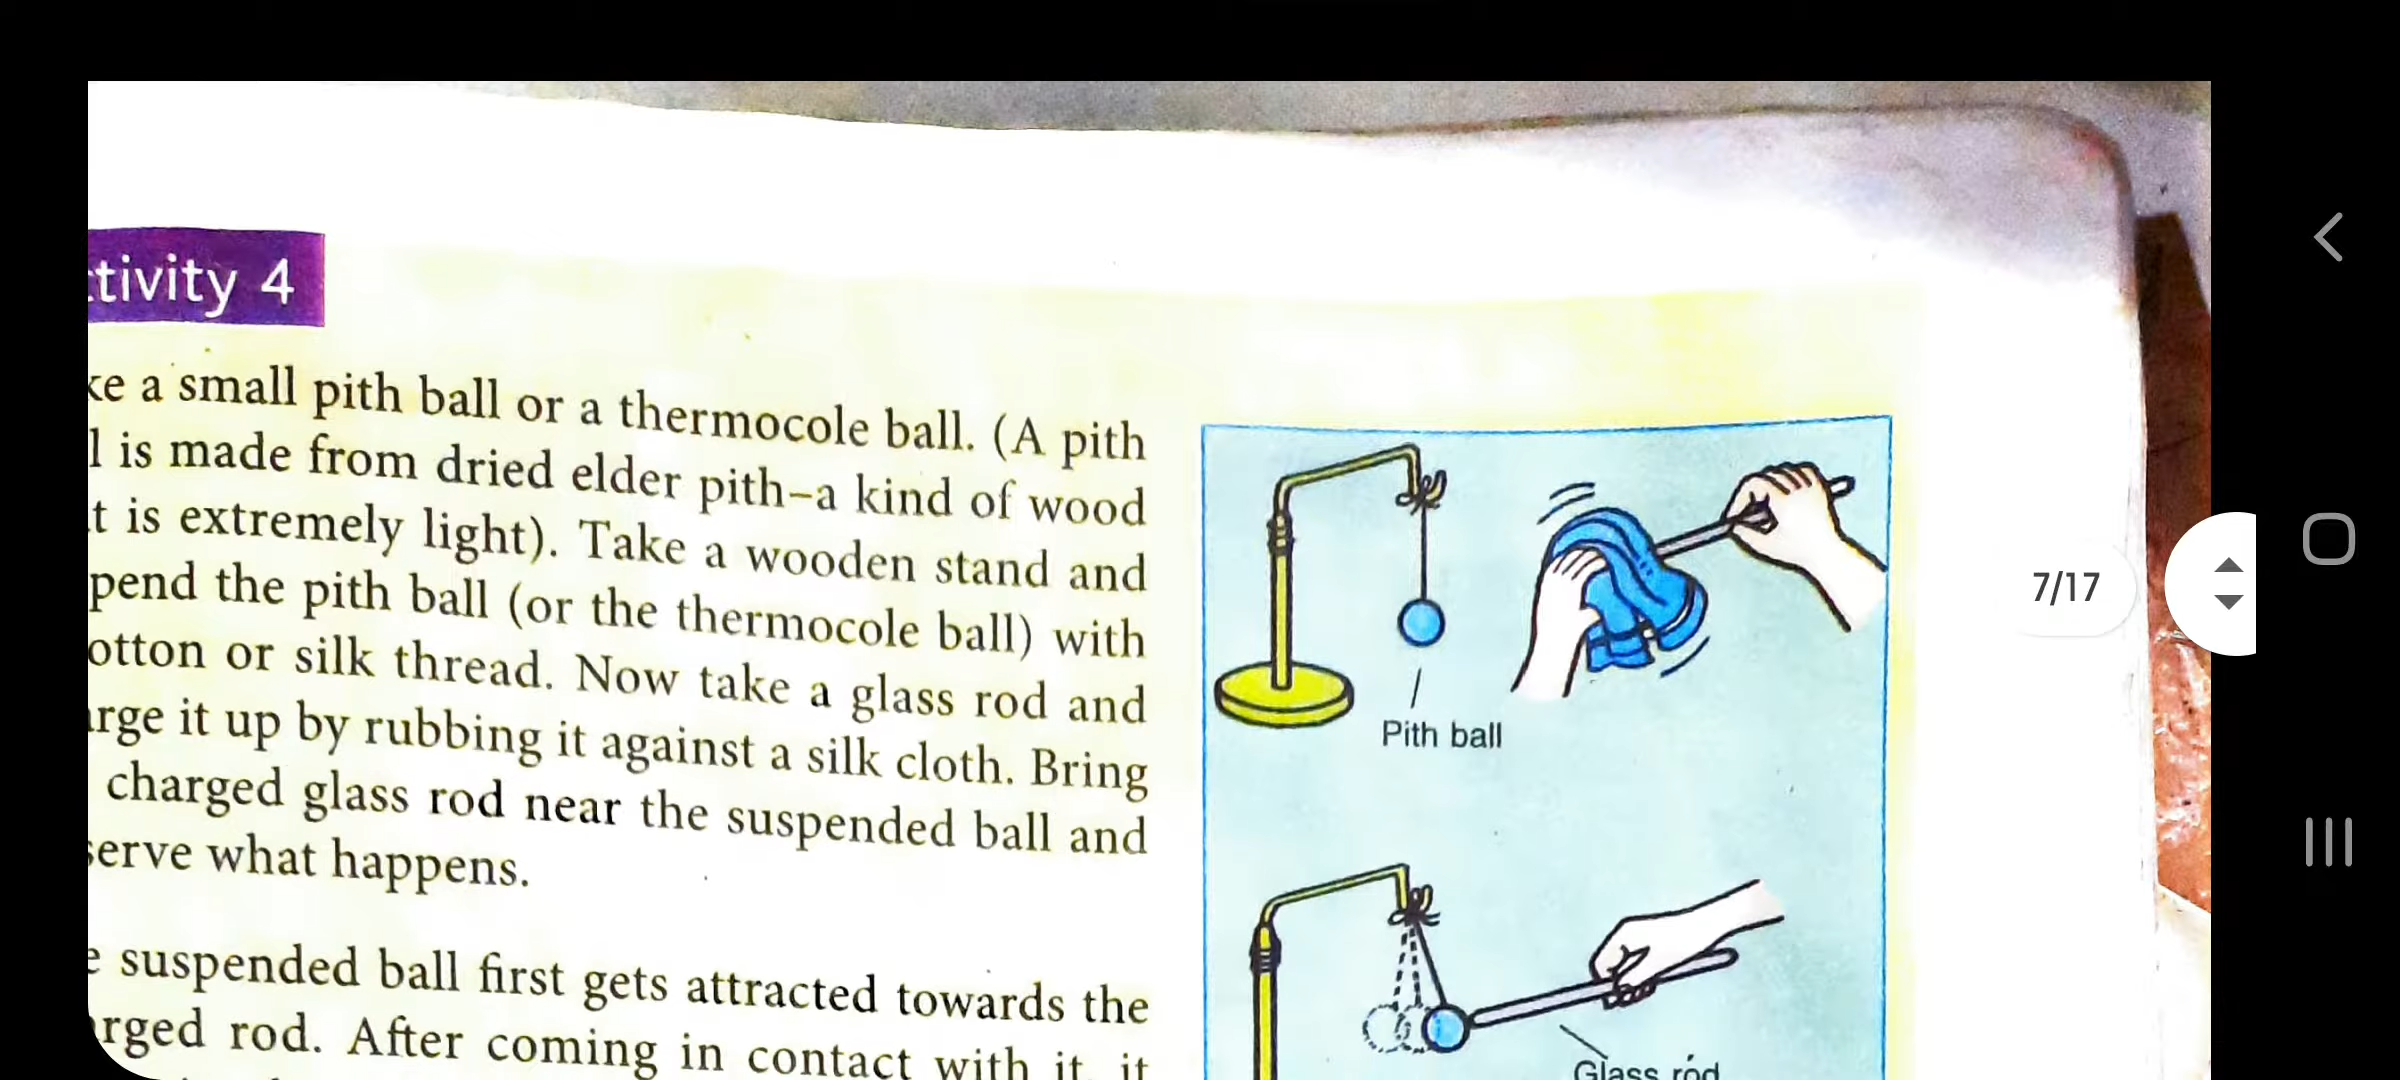 tivity 4
ke a small pith ball or a thermocole ball. (A pith
l is made from dried elder pith–a kind of wood
t is extremely light). Take a wooden stand and
pend the pith ball (or the thermocole ball) with
otton or silk thread. Now take a glass rod and
arge it up by rubbing it against a silk cloth. Bring
charged glass rod near the suspended ball and
serve what happens.
e suspended ball first gets attracted towards the
arged rod. After coming in contact with it, it
Pith ball
Glass rod
7/17